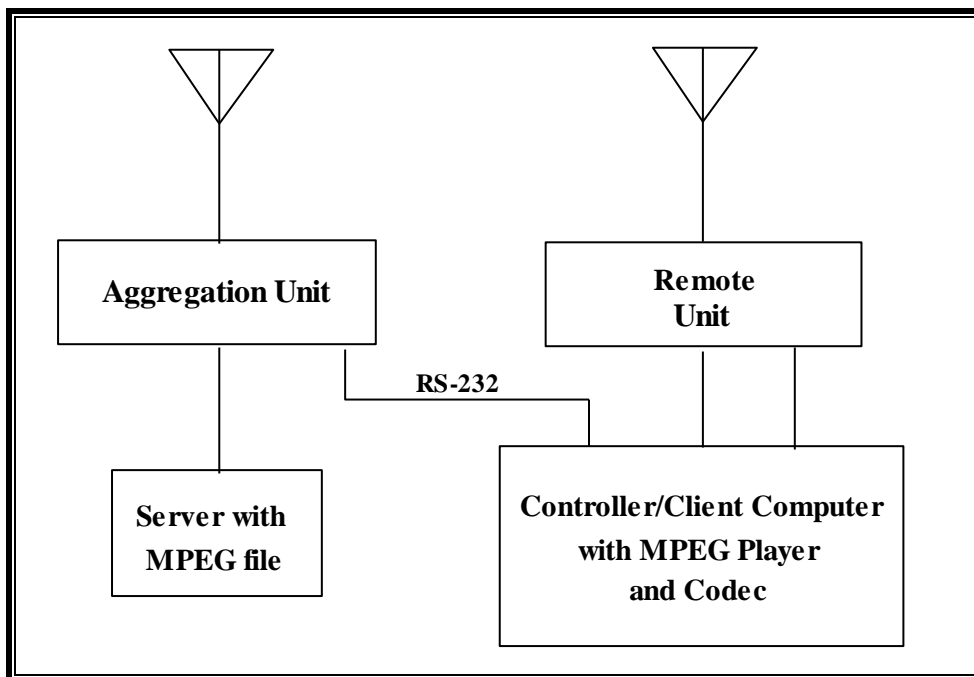 Aggregation Unit
Remote
Unit
RS-232
Server with
MPEG file
Controller/Client Computer
with MPEG Player
and Codec